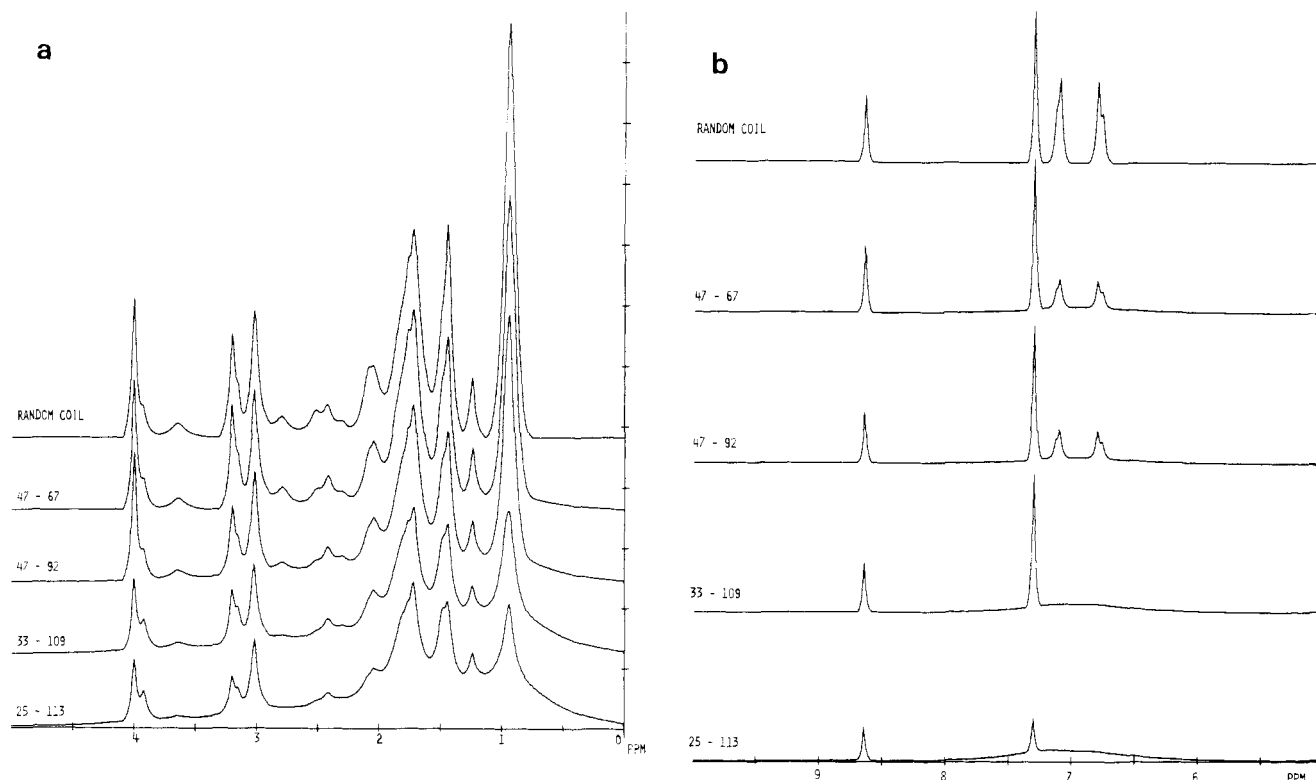 a
RANDOM COIL
47 - 67
47 - 92
33 - 109
25 - 113
4 3 2 1 0
PPM
b
RANDOM COIL
47 - 67
47 - 92
33 - 109
25 - 113
9 8 7 6 PPM